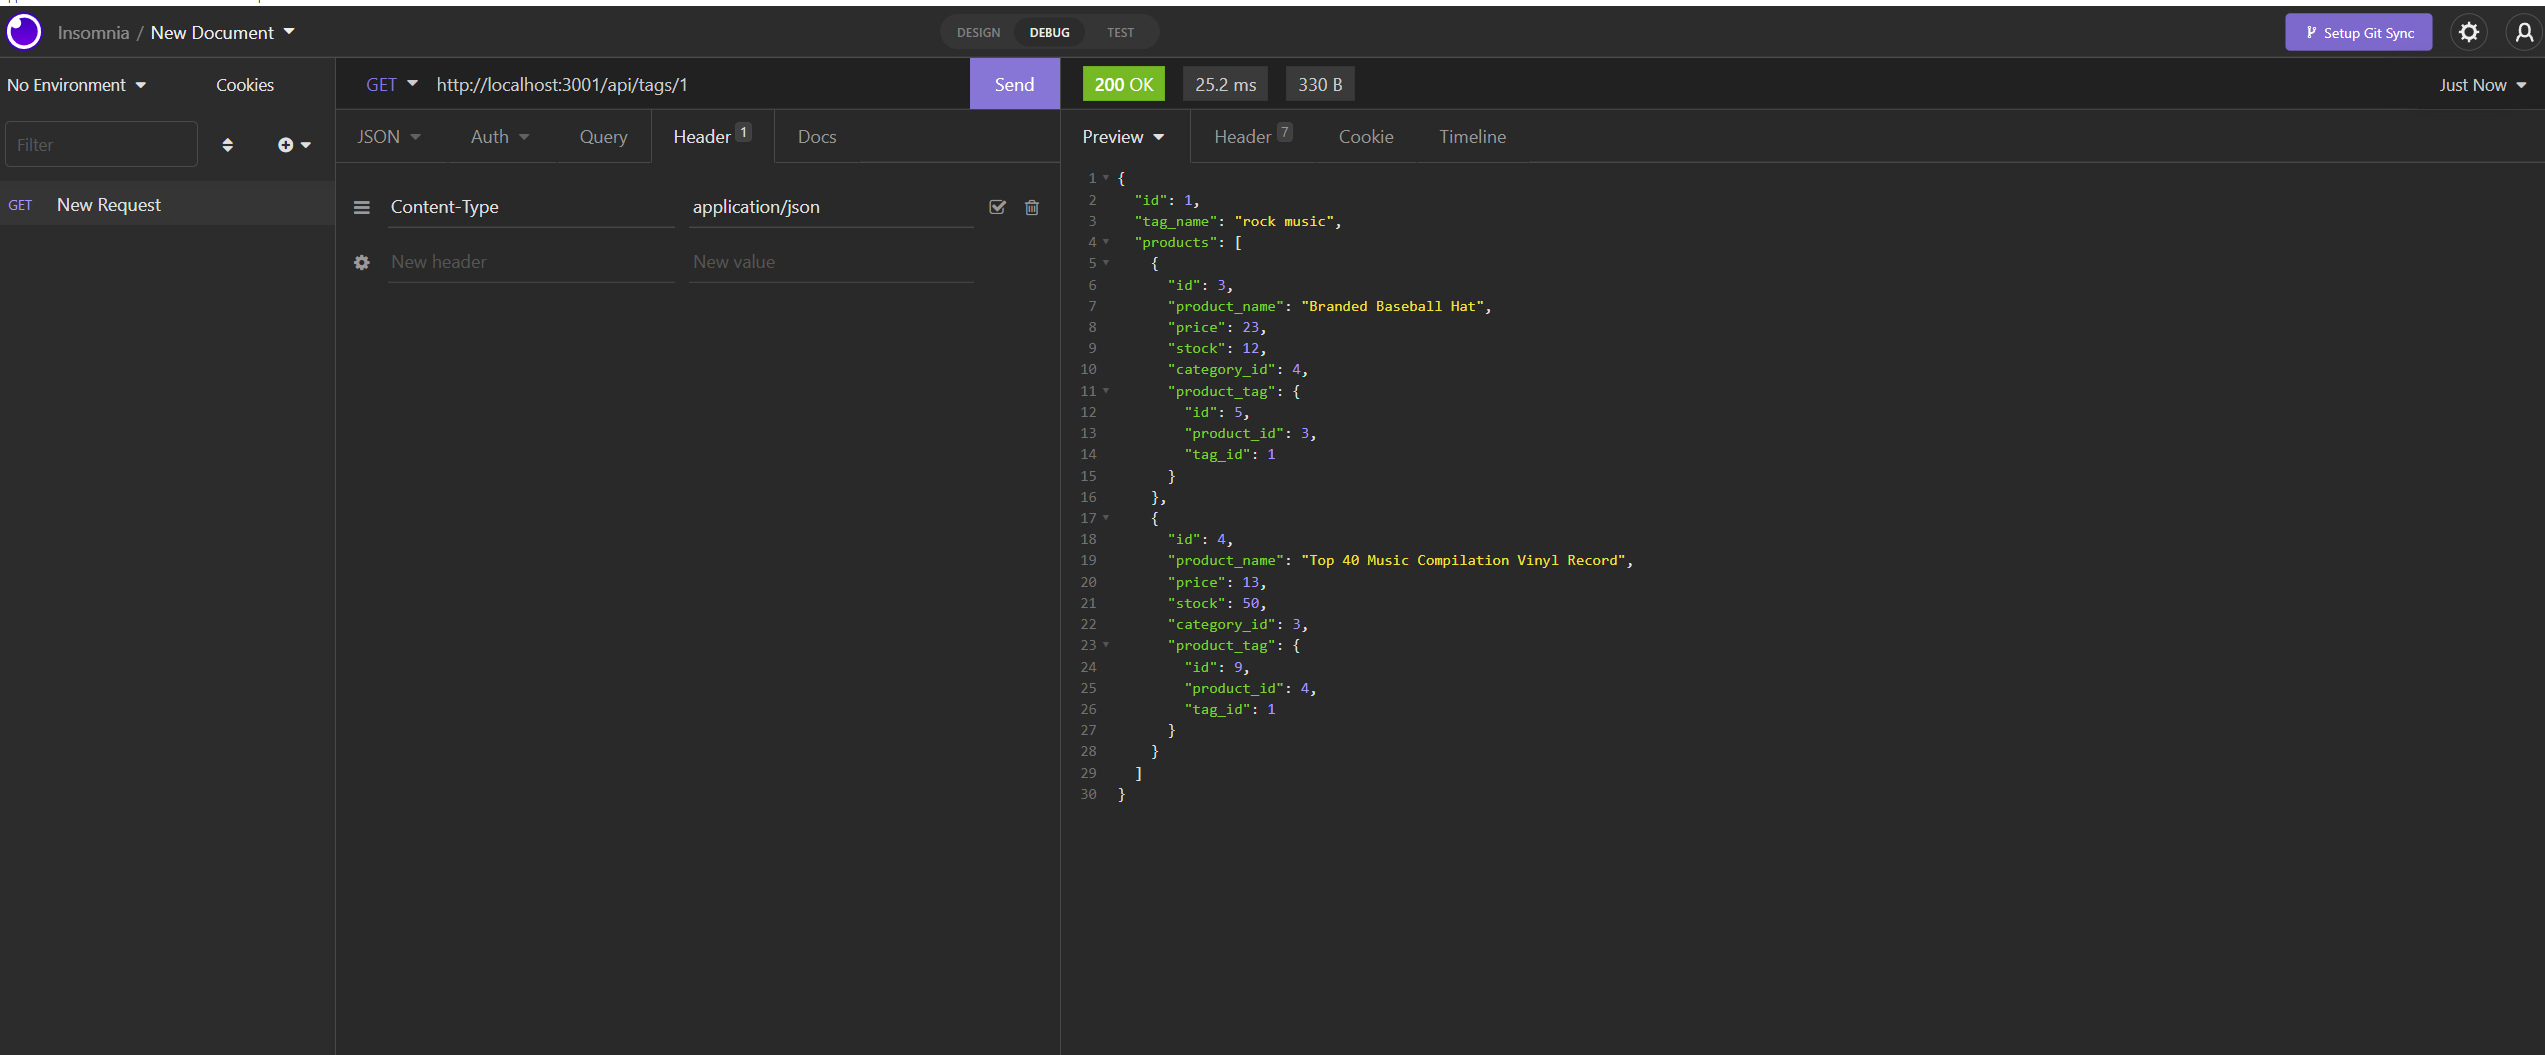 Insomnia / New Document
DESIGN DEBUG TEST
Setup Git Sync
No Environment Cookies
GET http://localhost:3001/api/tags/1 Send
200 OK 25.2 ms 330 B Just Now
Filter
JSON Auth Query Header 1 Docs
Preview Header 7 Cookie Timeline
GET New Request
Content-Type application/json
New header New value
1 {
2 "id": 1,
3 "tag_name": "rock music",
4 "products": [
5 {
6 "id": 3,
7 "product_name": "Branded Baseball Hat",
8 "price": 23,
9 "stock": 12,
10 "category_id": 4,
11 "product_tag": {
12 "id": 5,
13 "product_id": 3,
14 "tag_id": 1
15 }
16 },
17 {
18 "id": 4,
19 "product_name": "Top 40 Music Compilation Vinyl Record",
20 "price": 13,
21 "stock": 50,
22 "category_id": 3,
23 "product_tag": {
24 "id": 9,
25 "product_id": 4,
26 "tag_id": 1
27 }
28 }
29 ]
30 }